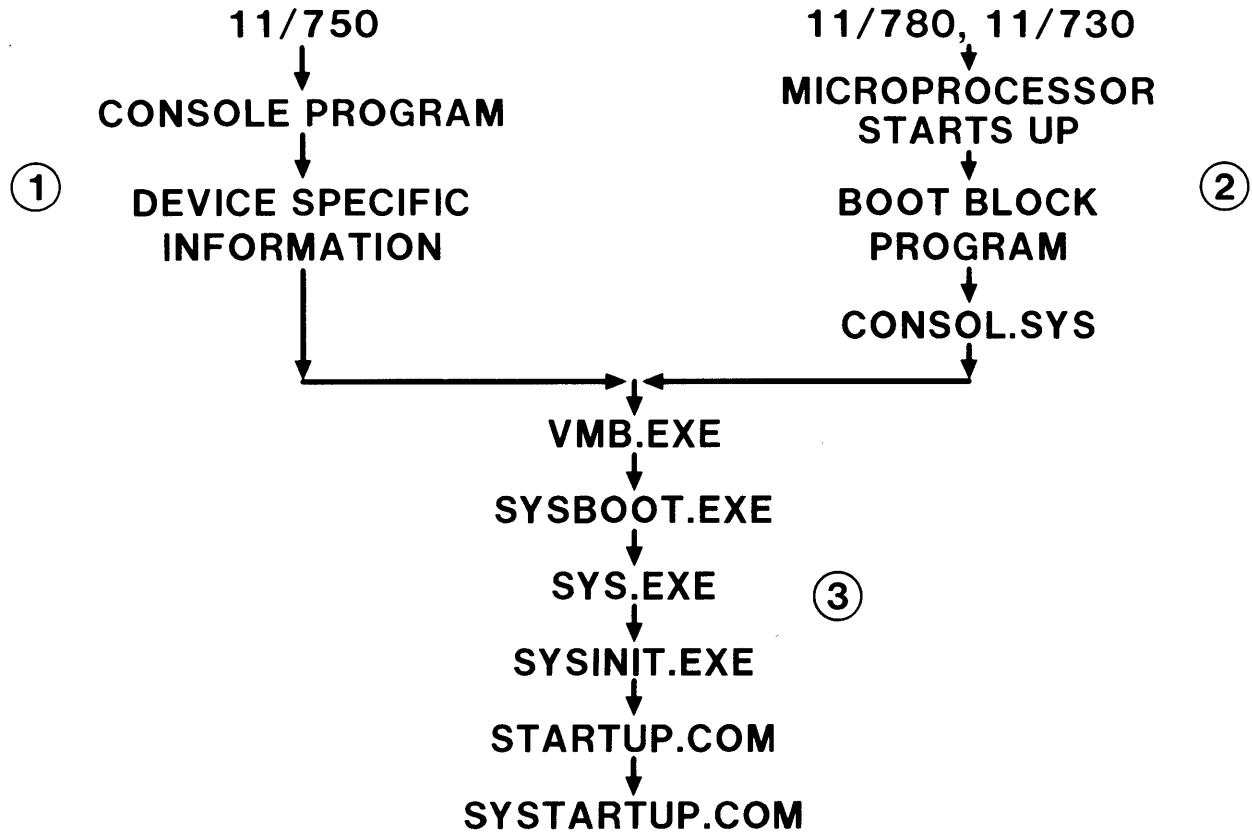 11/750
CONSOLE PROGRAM
1
DEVICE SPECIFIC
INFORMATION
11/780, 11/730
MICROPROCESSOR
STARTS UP
2
BOOT BLOCK
PROGRAM
CONSOL.SYS
VMB.EXE
SYSBOOT.EXE
SYS.EXE
3
SYSINIT.EXE
STARTUP.COM
SYSTARTUP.COM